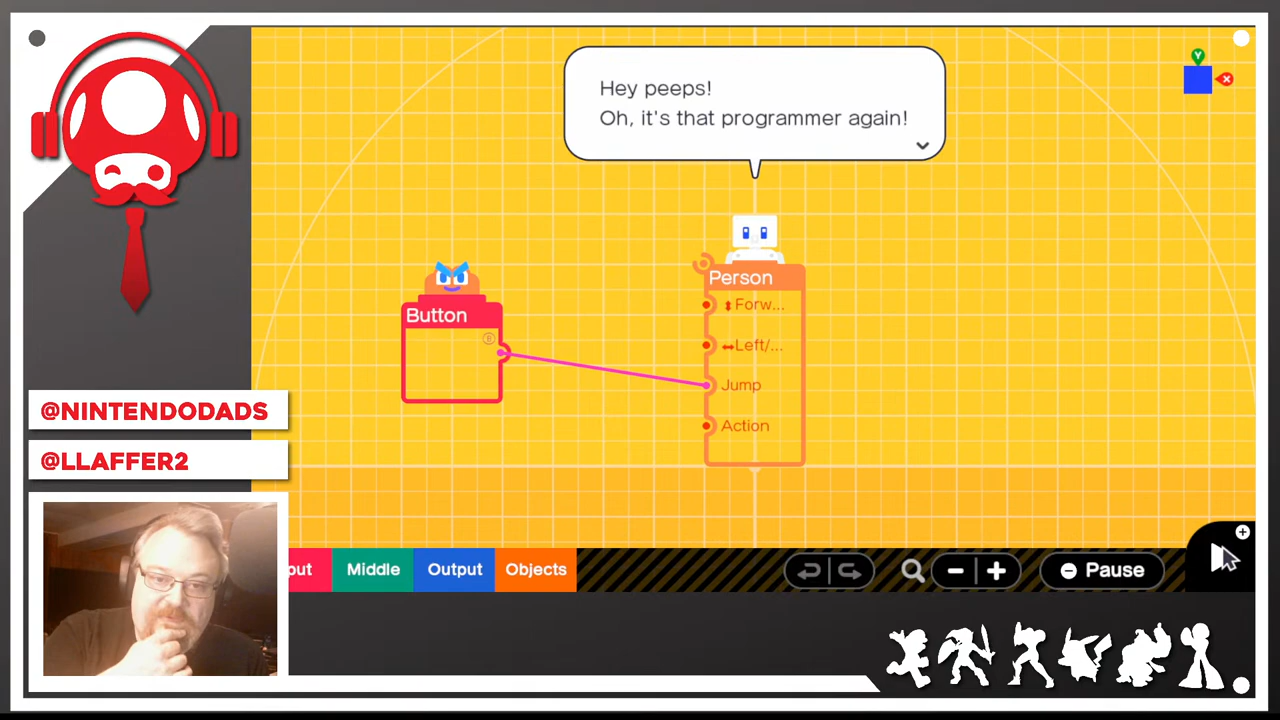 Hey peeps!
Oh, it's that programmer again!
Y
X
Person
Forw...
Button
B
Left/...
Jump
@NINTENDODADS
Action
@LLAFFER2
put
Middle
Output
Objects
Pause